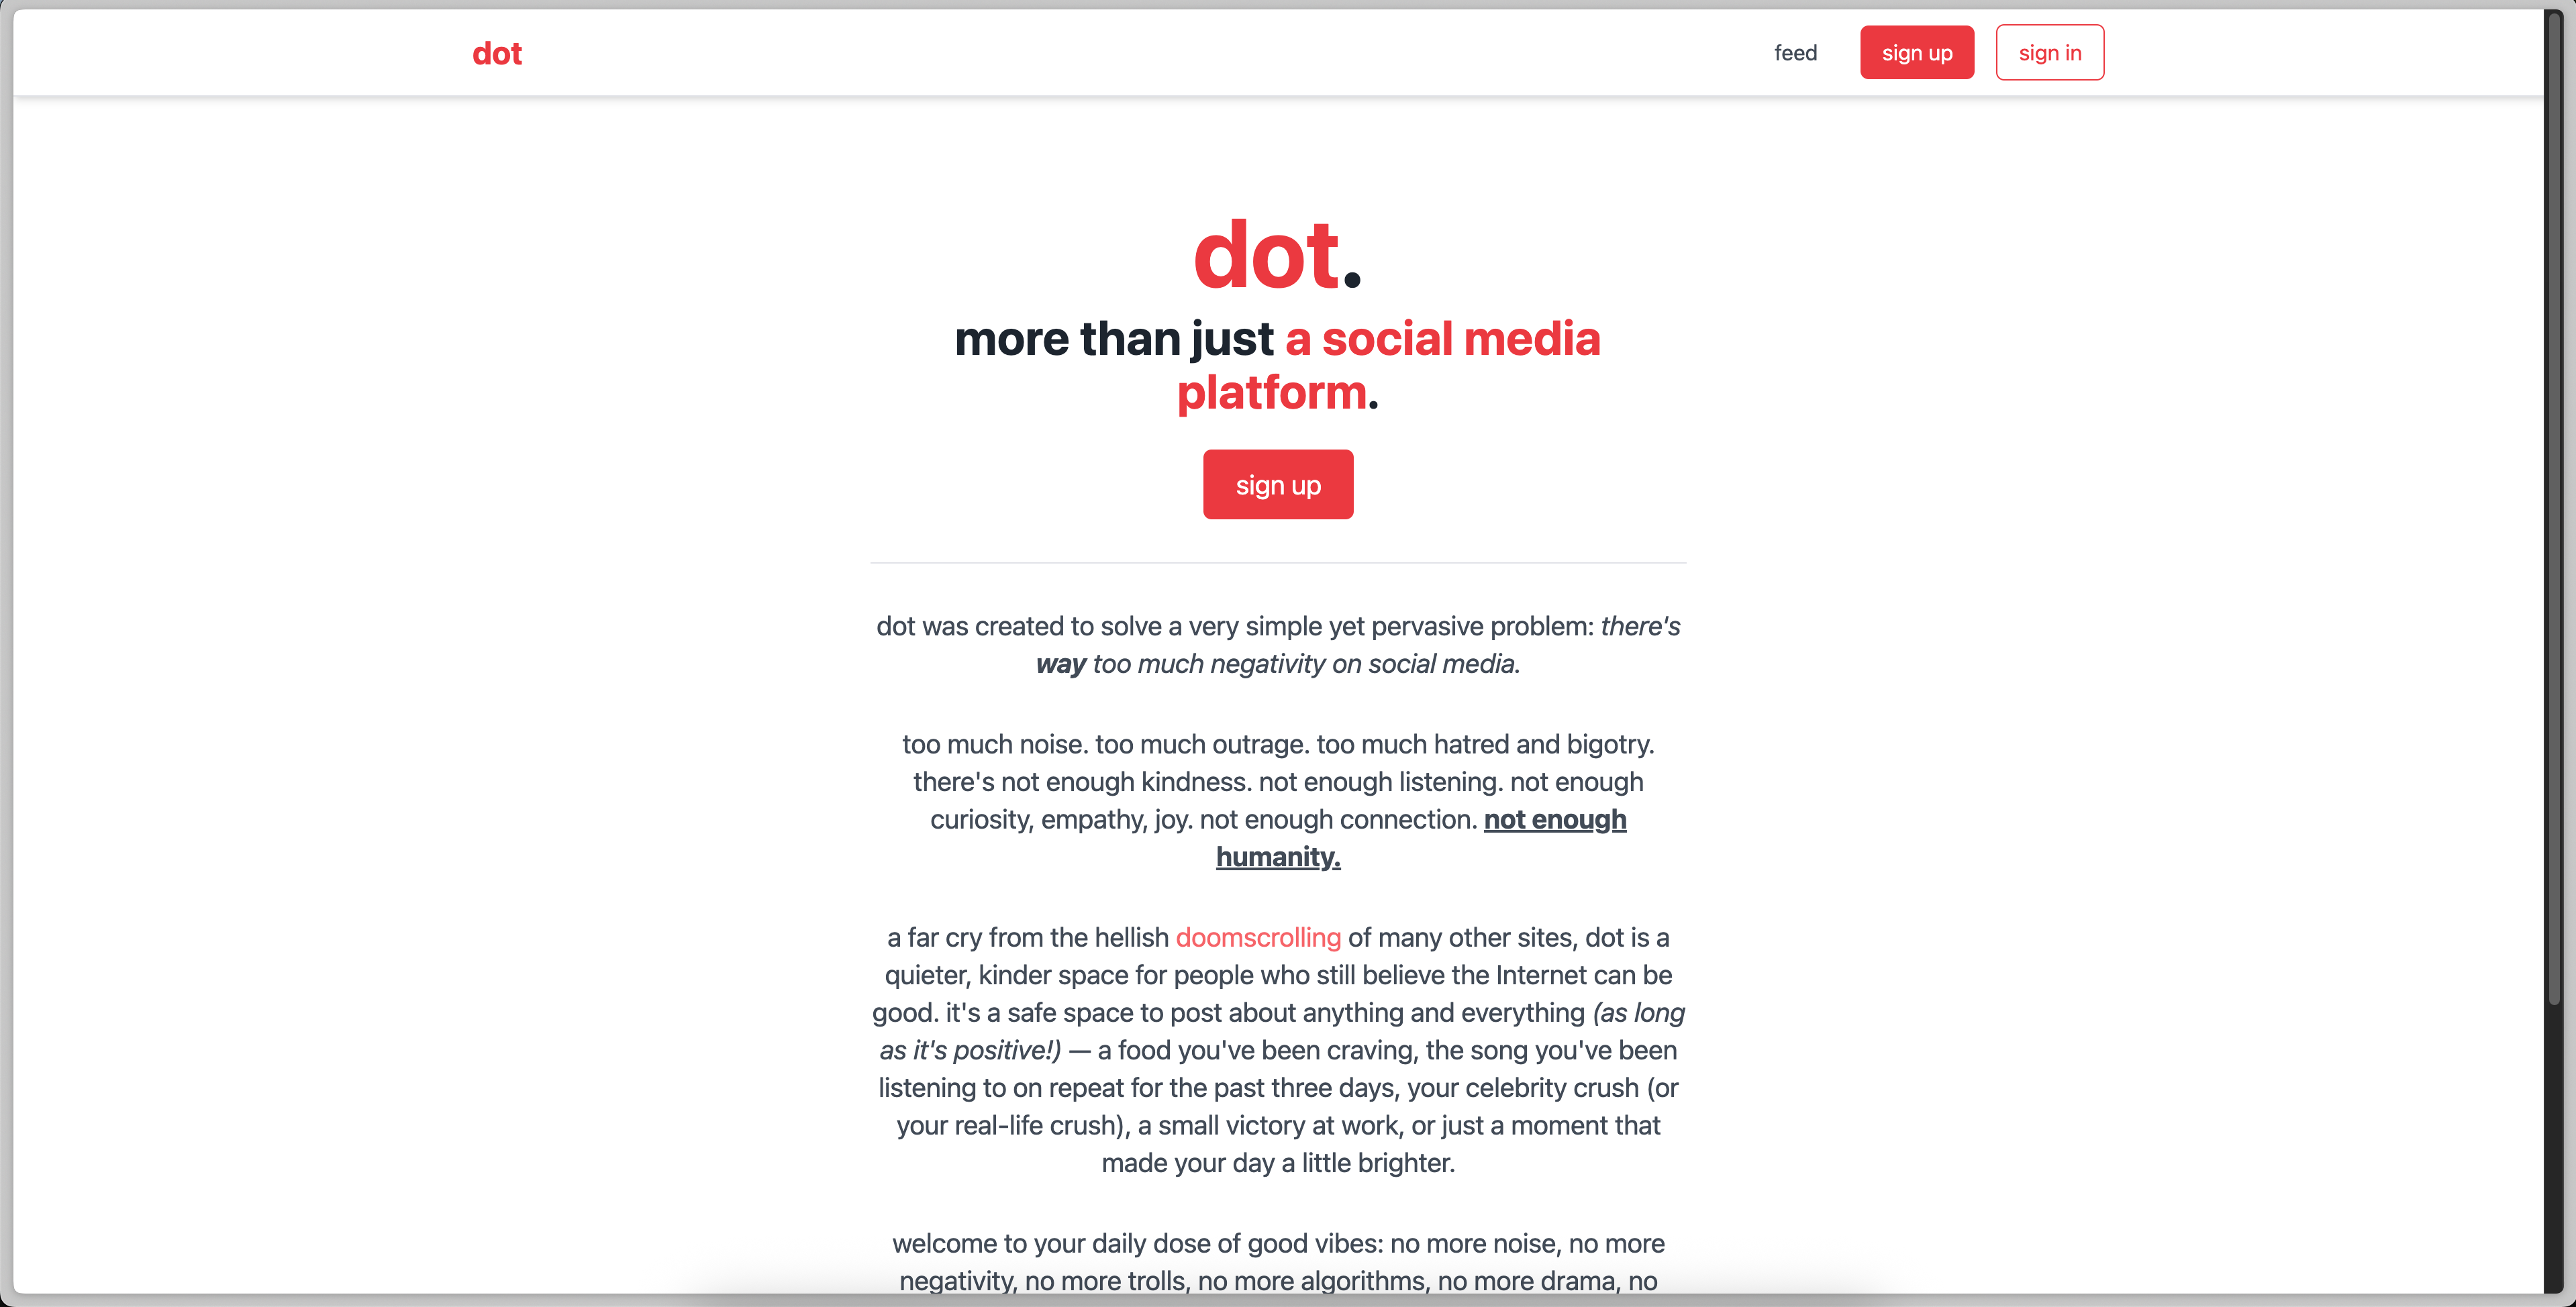 dot
feed
sign up
sign in
dot.
more than just a social media
platform.
sign up
dot was created to solve a very simple yet pervasive problem: there's
way too much negativity on social media.
too much noise. too much outrage. too much hatred and bigotry.
there's not enough kindness. not enough listening. not enough
curiosity, empathy, joy. not enough connection. not enough
humanity.
a far cry from the hellish doomscrolling of many other sites, dot is a
quieter, kinder space for people who still believe the Internet can be
good. it's a safe space to post about anything and everything (as long
as it's positive!) — a food you've been craving, the song you've been
listening to on repeat for the past three days, your celebrity crush (or
your real-life crush), a small victory at work, or just a moment that
made your day a little brighter.
welcome to your daily dose of good vibes: no more noise, no more
negativity, no more trolls, no more algorithms, no more drama, no